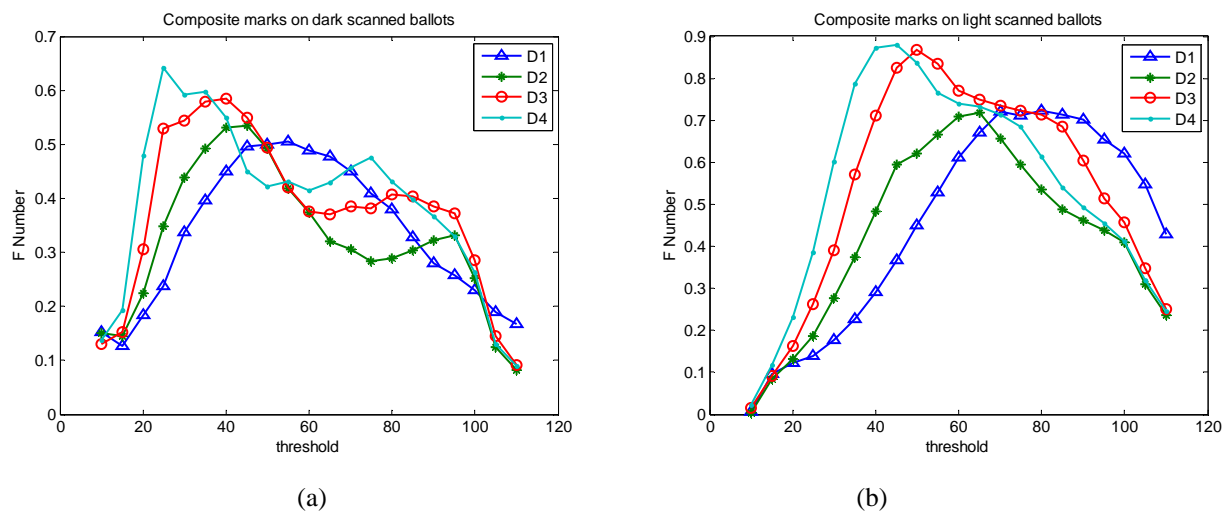 Composite marks on dark scanned ballots
0.7
0.6
0.5
0.4
0.3
0.2
0.1
0
F Number
0 20 40 60 80 100 120
threshold
D1
D2
D3
D4
(a)
Composite marks on light scanned ballots
0.9
0.8
0.7
0.6
0.5
0.4
0.3
0.2
0.1
0
F Number
0 20 40 60 80 100 120
threshold
D1
D2
D3
D4
(b)